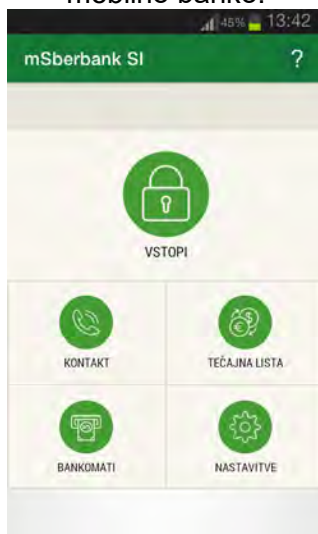 mobilne banke.
45% 13:42
mSberbank SI ?
VSTOPI
KONTAKT TEČAJNA LISTA
BANKOMATI NASTAVITVE